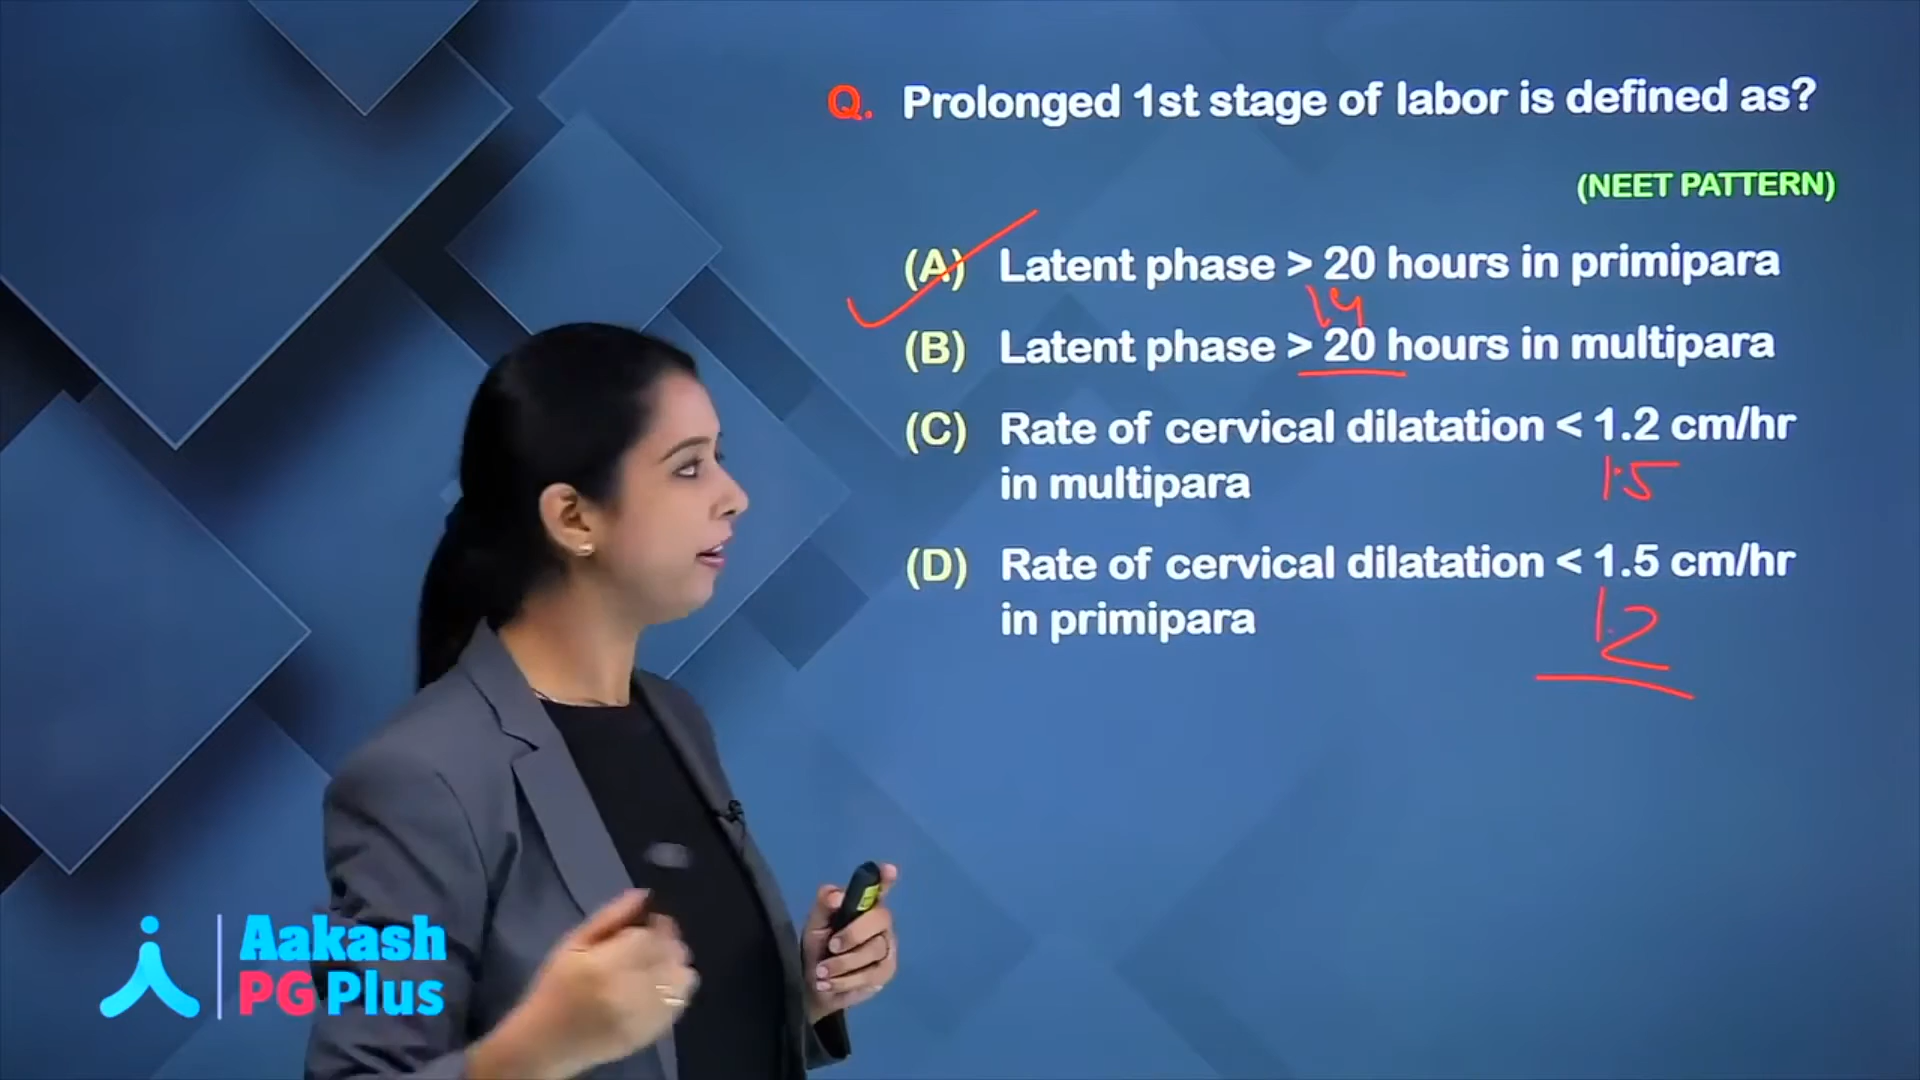 Q. Prolonged 1st stage of labor is defined as?
(NEET PATTERN)
(A) Latent phase > 20 hours in primipara
14
(B) Latent phase > 20 hours in multipara
(C) Rate of cervical dilatation < 1.2 cm/hr
in multipara
1.5
(D) Rate of cervical dilatation < 1.5 cm/hr
in primipara
1.2
Aakash
PG Plus